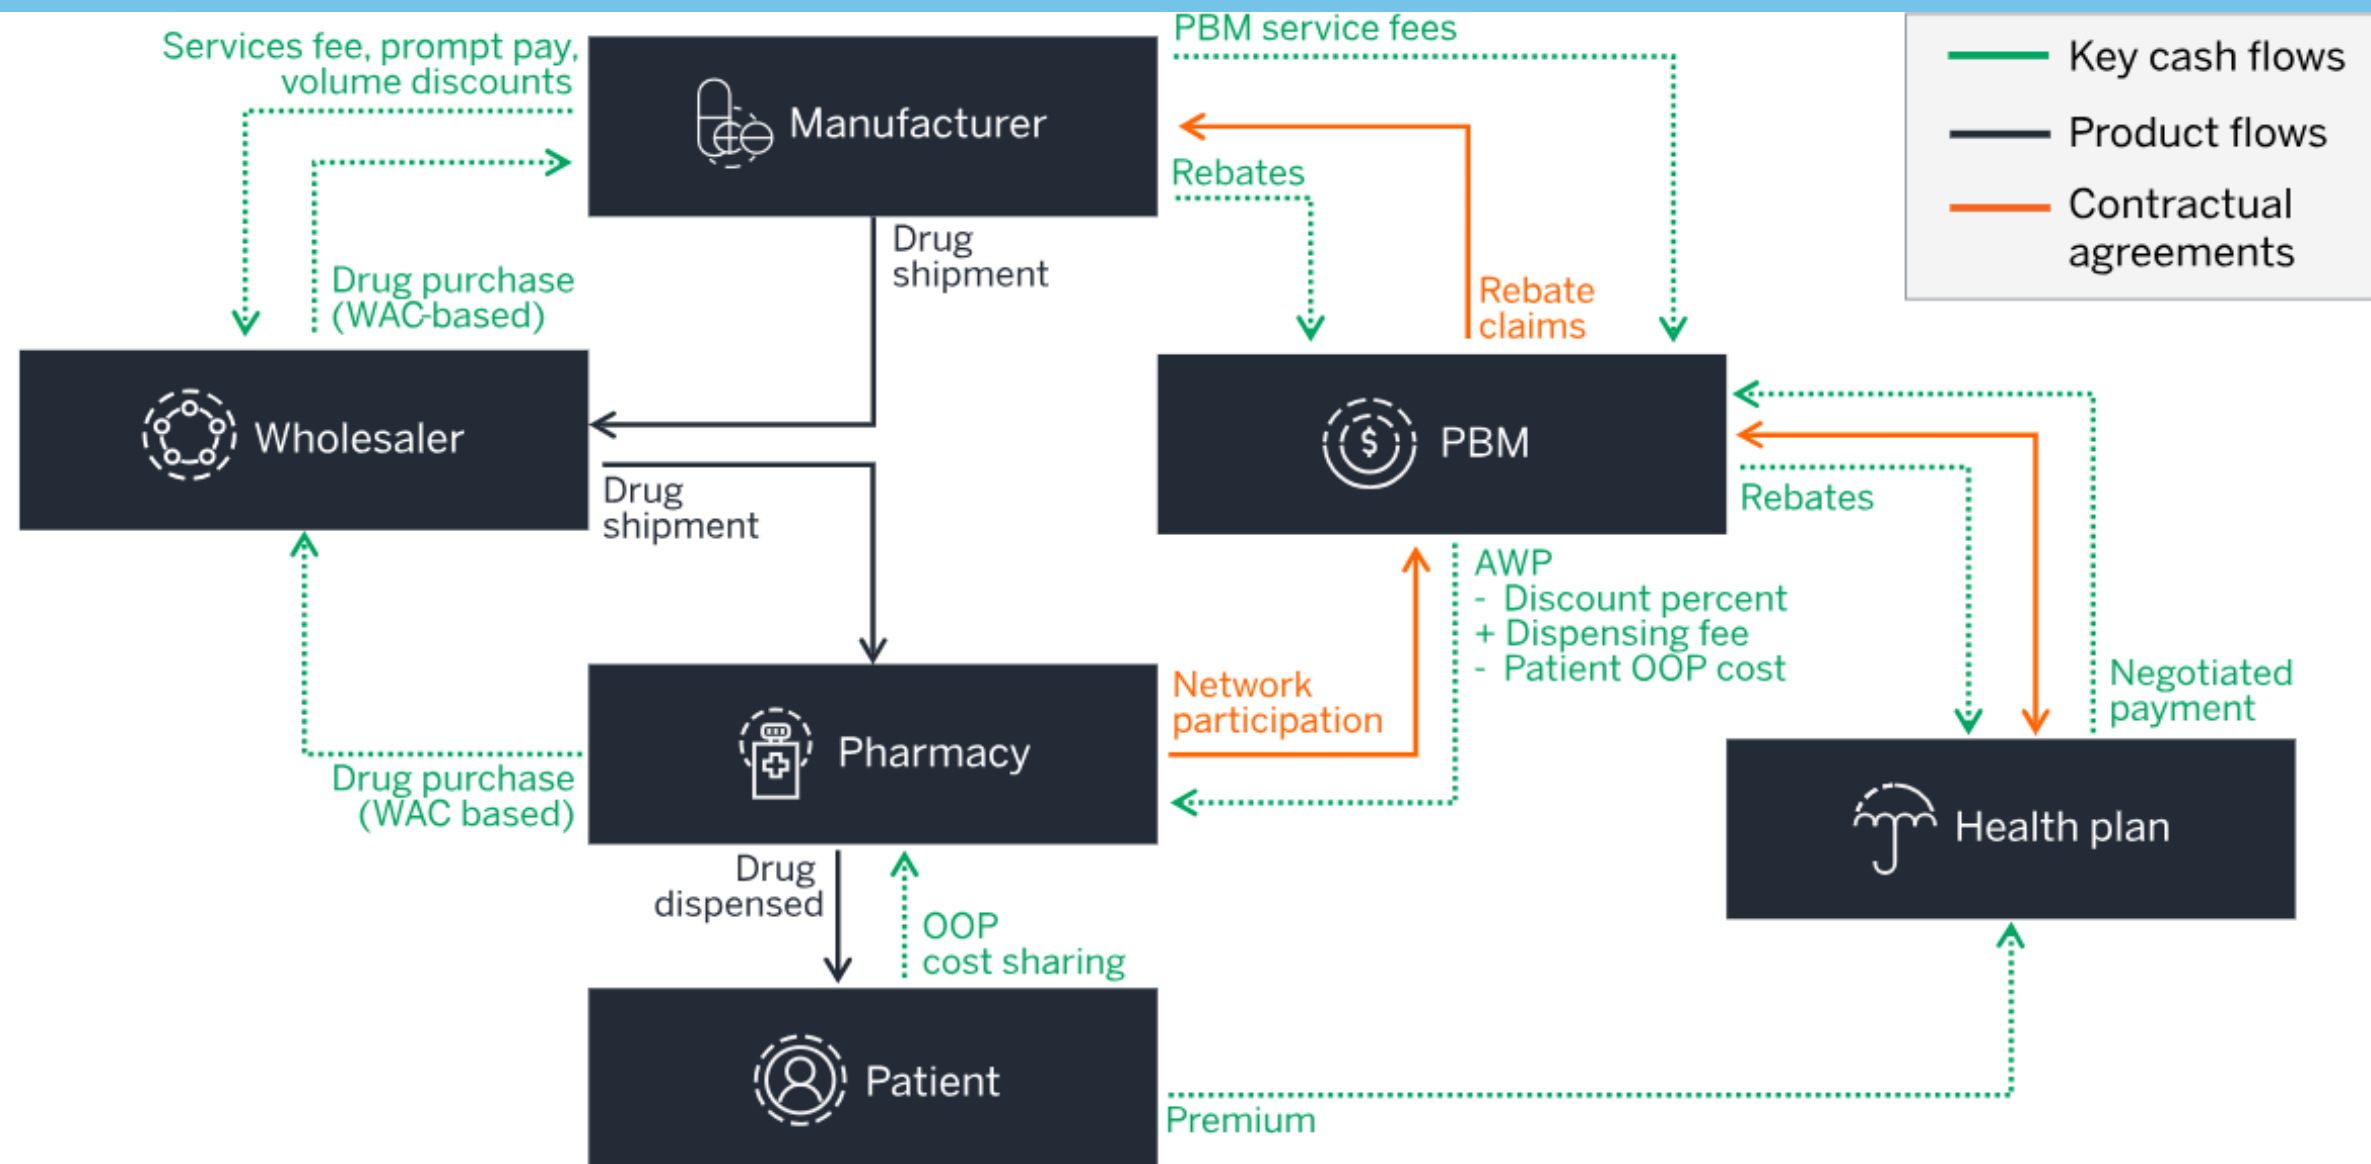 Services fee, prompt pay,
volume discounts
Manufacturer
PBM service fees
Key cash flows
Product flows
Contractual
agreements
Rebates
Drug
shipment
Drug purchase
(WAC-based)
Rebate
claims
Wholesaler
PBM
Drug
shipment
Rebates
AWP
- Discount percent
+ Dispensing fee
- Patient OOP cost
Network
participation
Negotiated
payment
Pharmacy
Drug purchase
(WAC based)
Health plan
Drug
dispensed
OOP
cost sharing
Patient
Premium